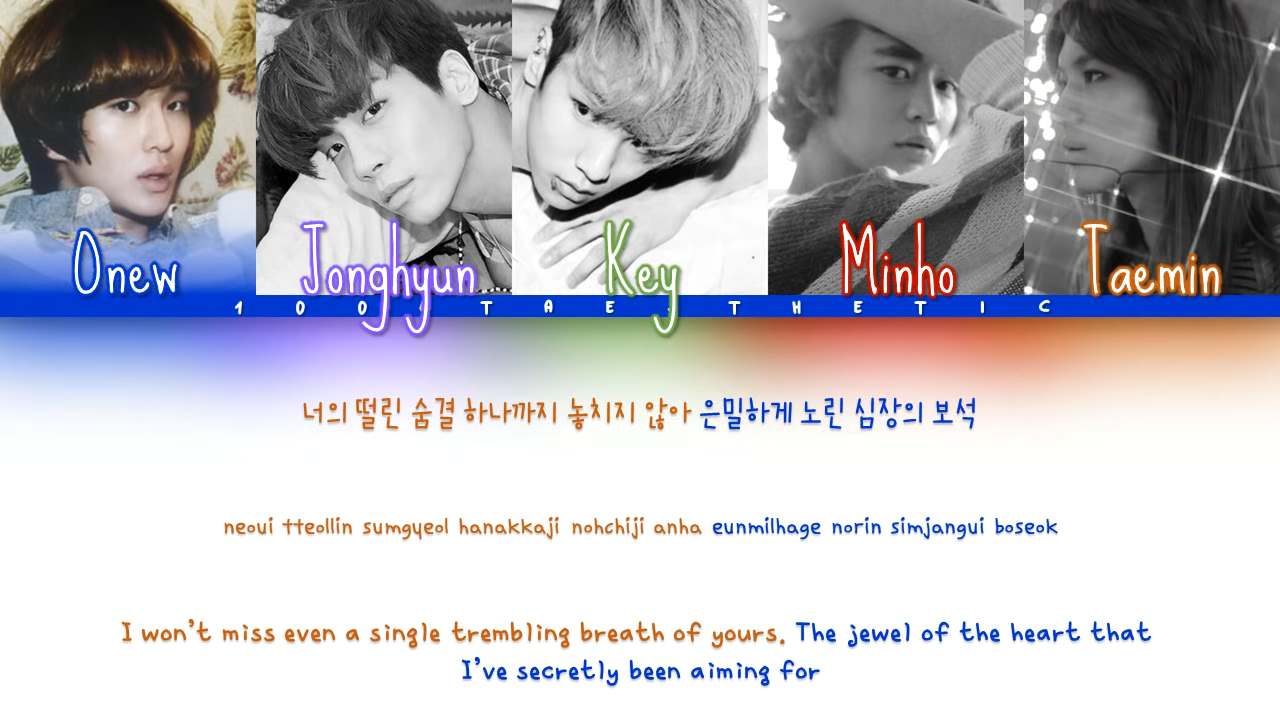 Onew Jonghyun Key Minho Taemin
너의 떨린 숨결 하나까지 놓치지 않아 은밀하게 노린 심장의 보석
neoui tteollin sumgyeol hanakkaji nohchiji anha eunmilhage norin simjangui boseok
I won't miss even a single trembling breath of yours. The jewel of the heart that
I've secretly been aiming for